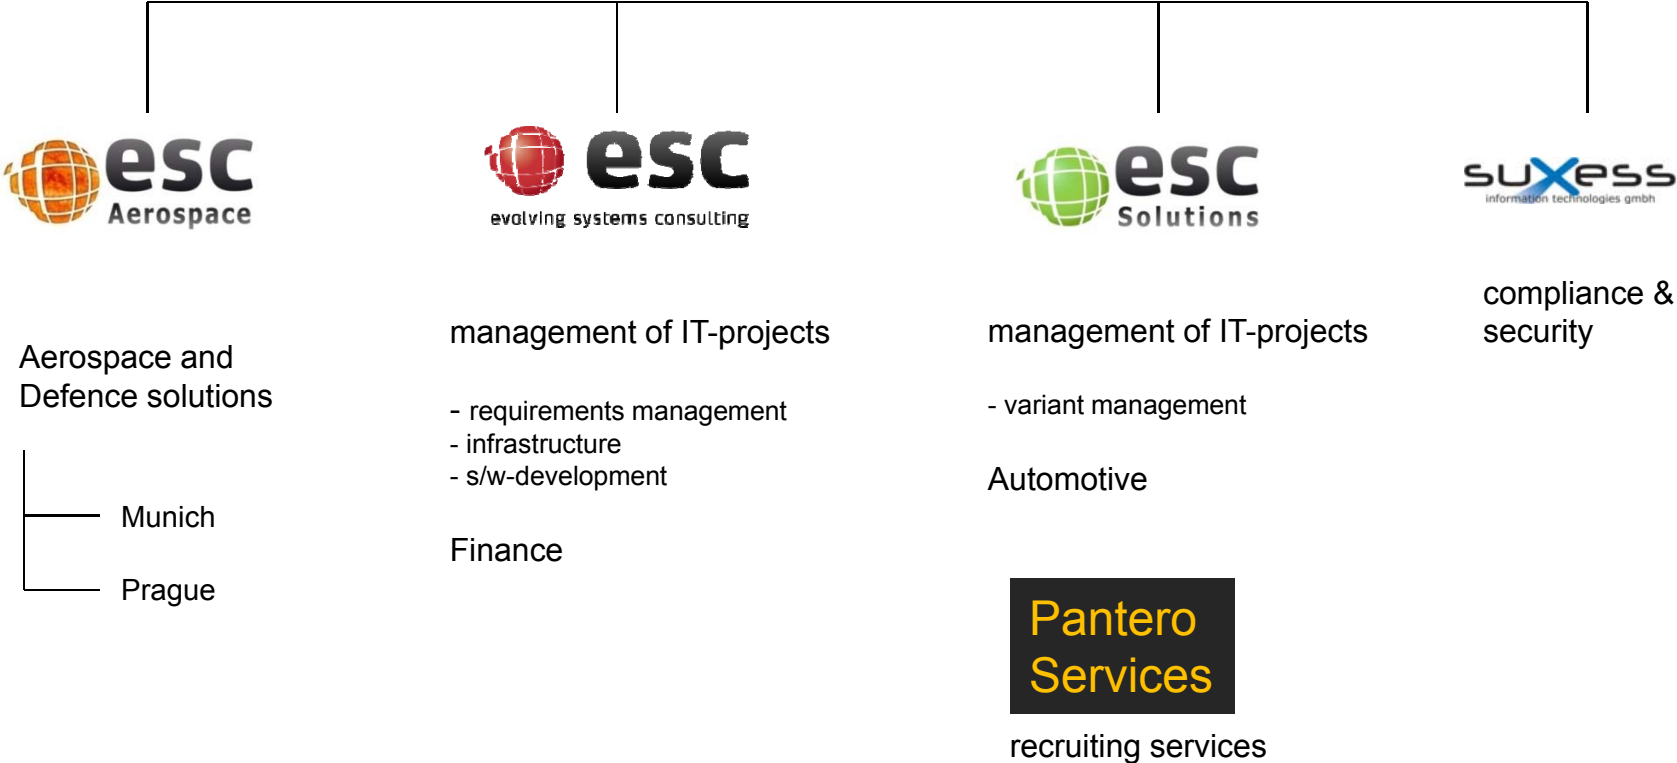 esc
Aerospace
Aerospace and
Defence solutions
Munich
Prague
esc
evolving systems consulting
management of IT-projects
- requirements management
- infrastructure
- s/w-development
Finance
esc
Solutions
management of IT-projects
- variant management
Automotive
Pantero
Services
recruiting services
suxess
information technologies gmbh
compliance &
security